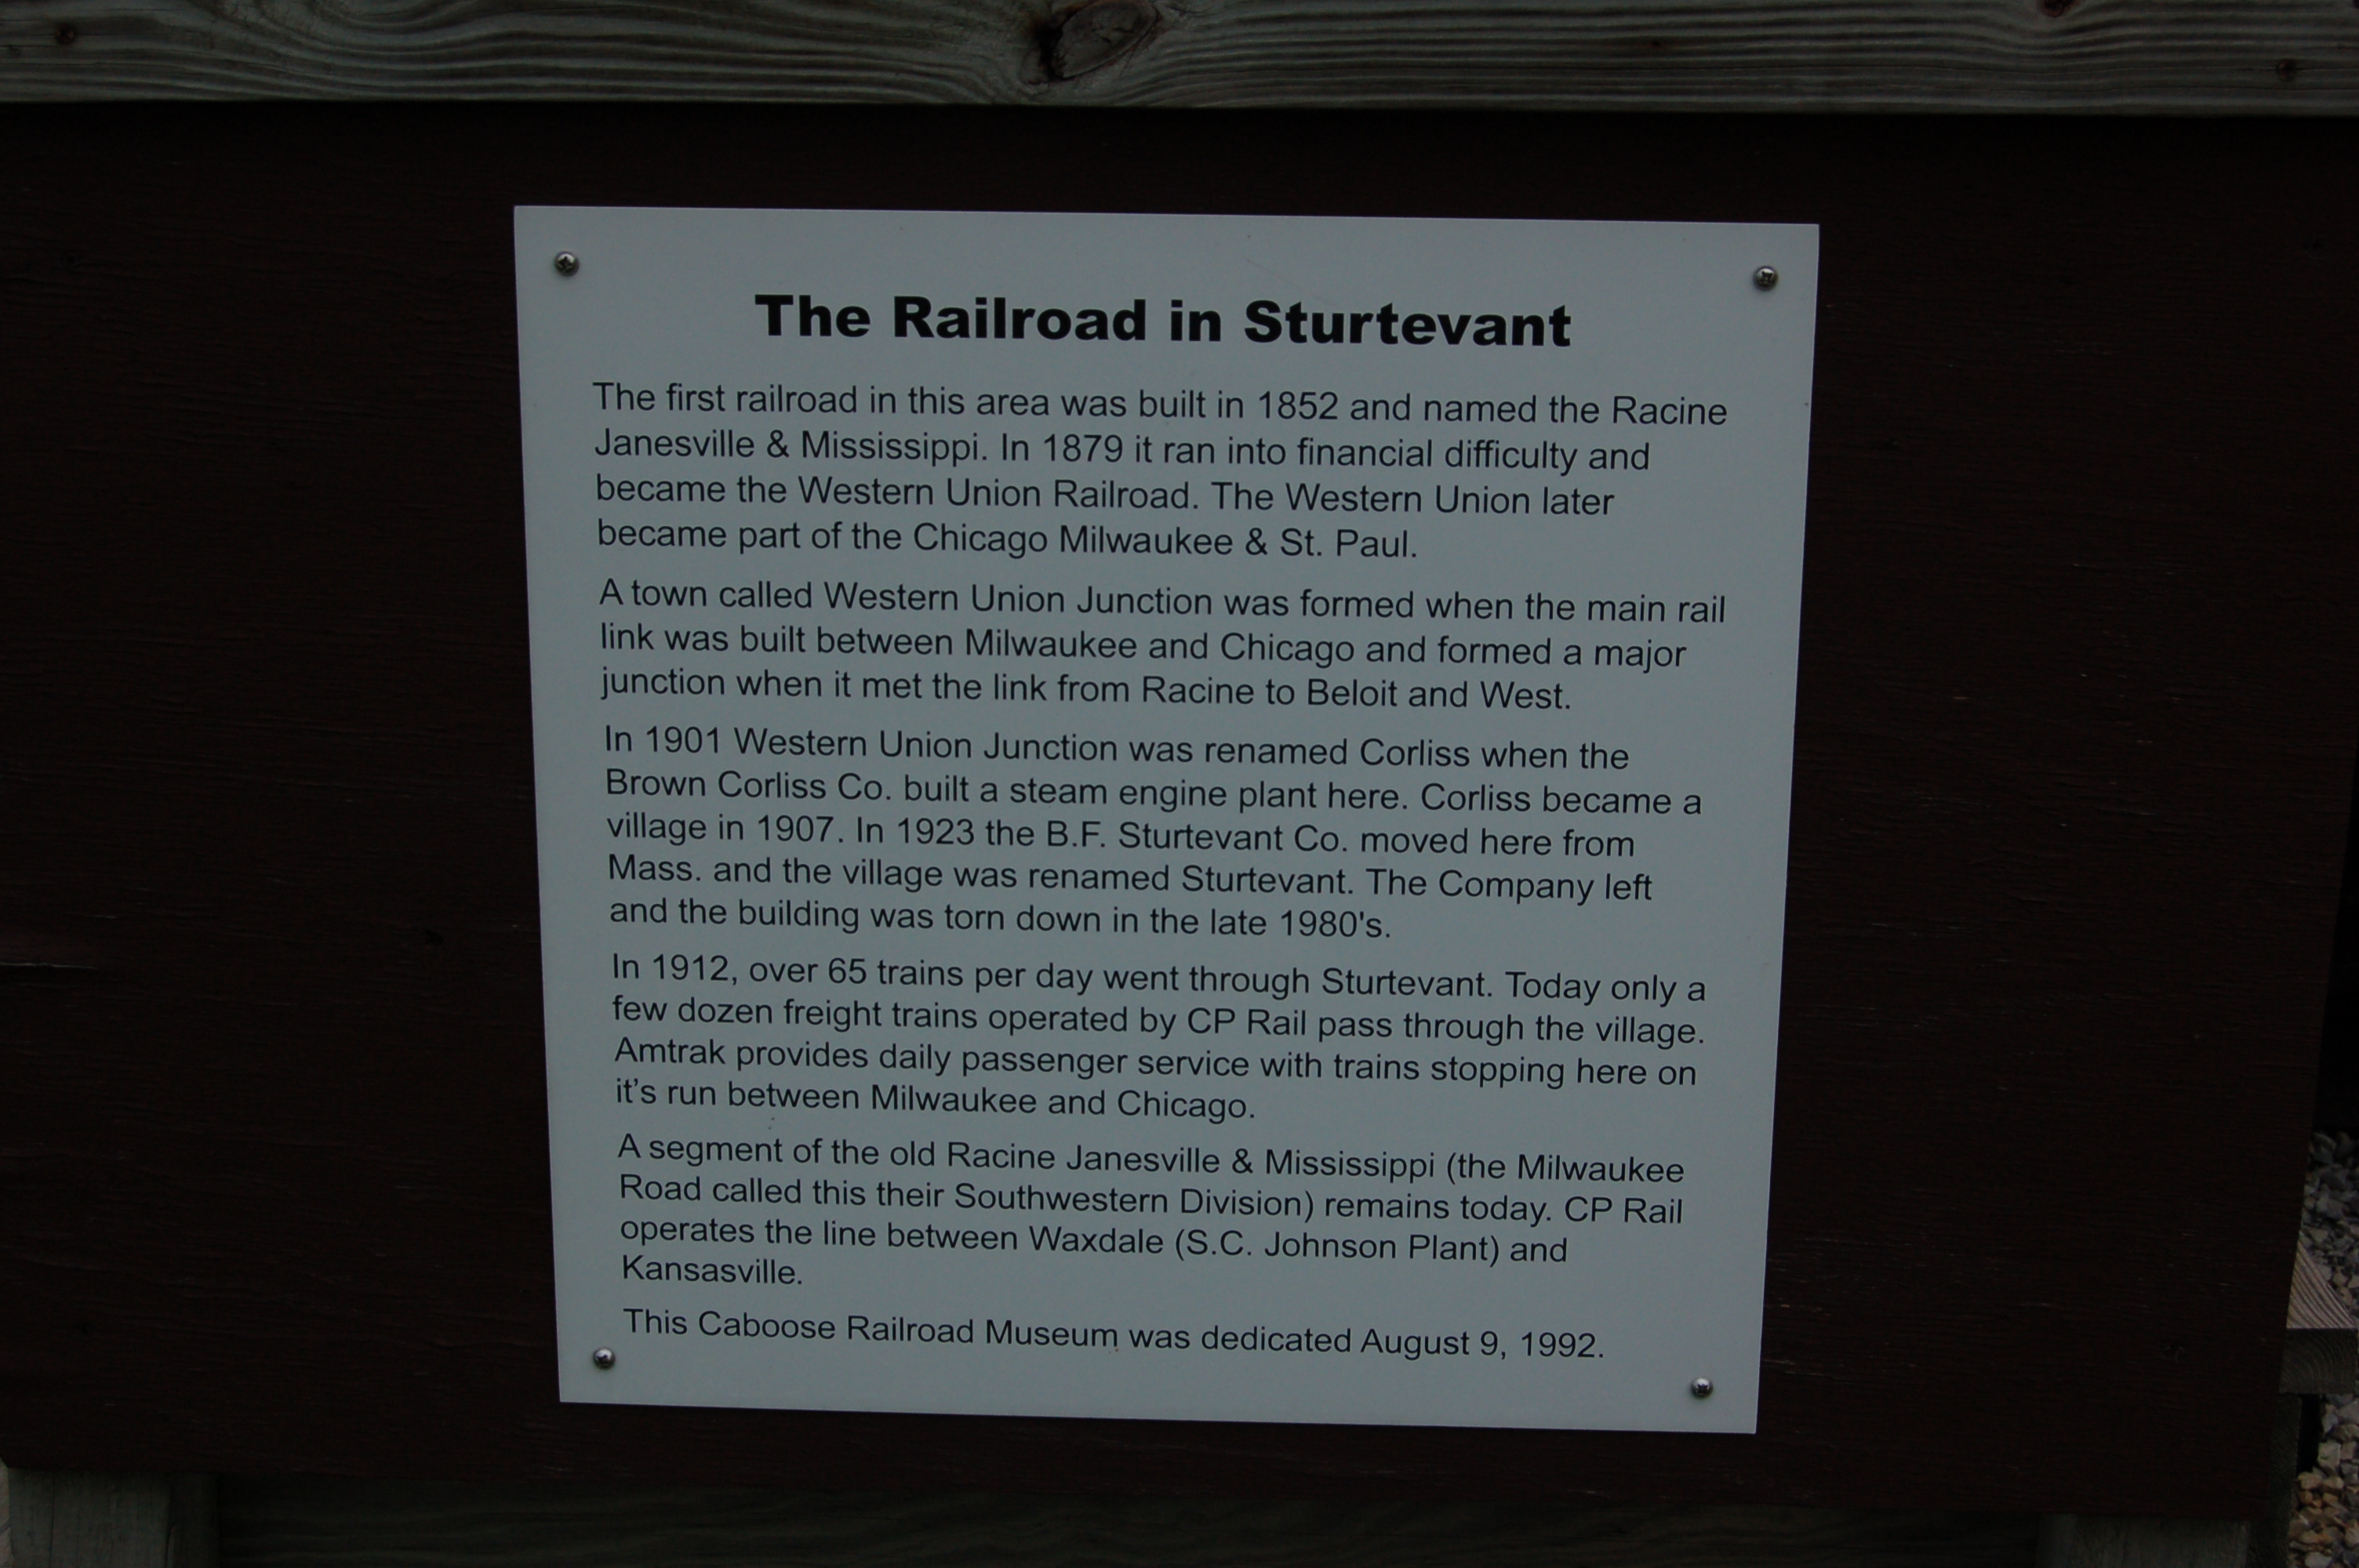 The Railroad in Sturtevant
The first railroad in this area was built in 1852 and named the Racine
Janesville & Mississippi. In 1879 it ran into financial difficulty and
became the Western Union Railroad. The Western Union later
became part of the Chicago Milwaukee & St. Paul.
A town called Western Union Junction was formed when the main rail
link was built between Milwaukee and Chicago and formed a major
junction when it met the link from Racine to Beloit and West.
In 1901 Western Union Junction was renamed Corliss when the
Brown Corliss Co. built a steam engine plant here. Corliss became a
village in 1907. In 1923 the B.F. Sturtevant Co. moved here from
Mass. and the village was renamed Sturtevant. The Company left
and the building was torn down in the late 1980's.
In 1912, over 65 trains per day went through Sturtevant. Today only a
few dozen freight trains operated by CP Rail pass through the village.
Amtrak provides daily passenger service with trains stopping here on
it’s run between Milwaukee and Chicago.
A segment of the old Racine Janesville & Mississippi (the Milwaukee
Road called this their Southwestern Division) remains today. CP Rail
operates the line between Waxdale (S.C. Johnson Plant) and
Kansasville.
This Caboose Railroad Museum was dedicated August 9, 1992.